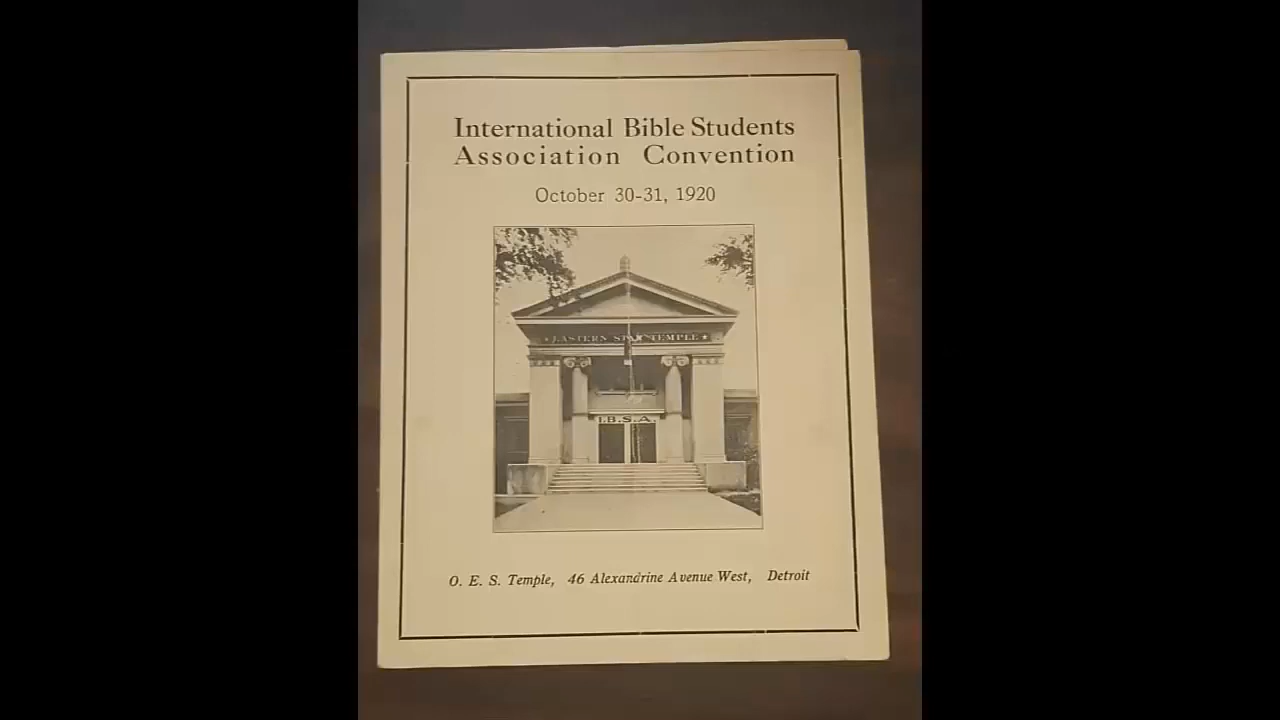 International Bible Students
Association Convention
October 30-31, 1920
★ EASTERN STAR TEMPLE ★
I.B.S.A.
O. E. S. Temple, 46 Alexandrine Avenue West, Detroit